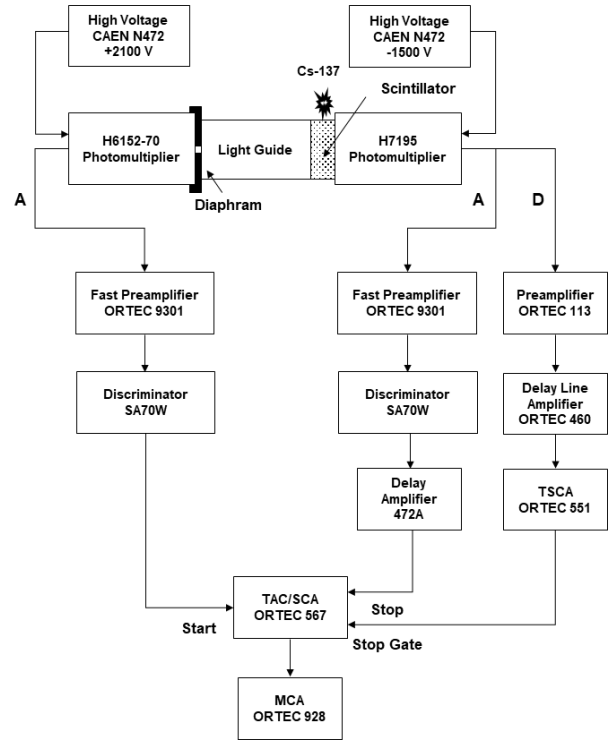 High Voltage
CAEN N472
+2100 V
High Voltage
CAEN N472
-1500 V
Cs-137
Scintillator
H6152-70
Photomultiplier
Light Guide
H7195
Photomultiplier
Diaphram
A
A
D
Fast Preamplifier
ORTEC 9301
Fast Preamplifier
ORTEC 9301
Preamplifier
ORTEC 113
Discriminator
SA70W
Discriminator
SA70W
Delay Line
Amplifier
ORTEC 460
Delay
Amplifier
472A
TSCA
ORTEC 551
TAC/SCA
ORTEC 567
Start
Stop
Stop Gate
MCA
ORTEC 928